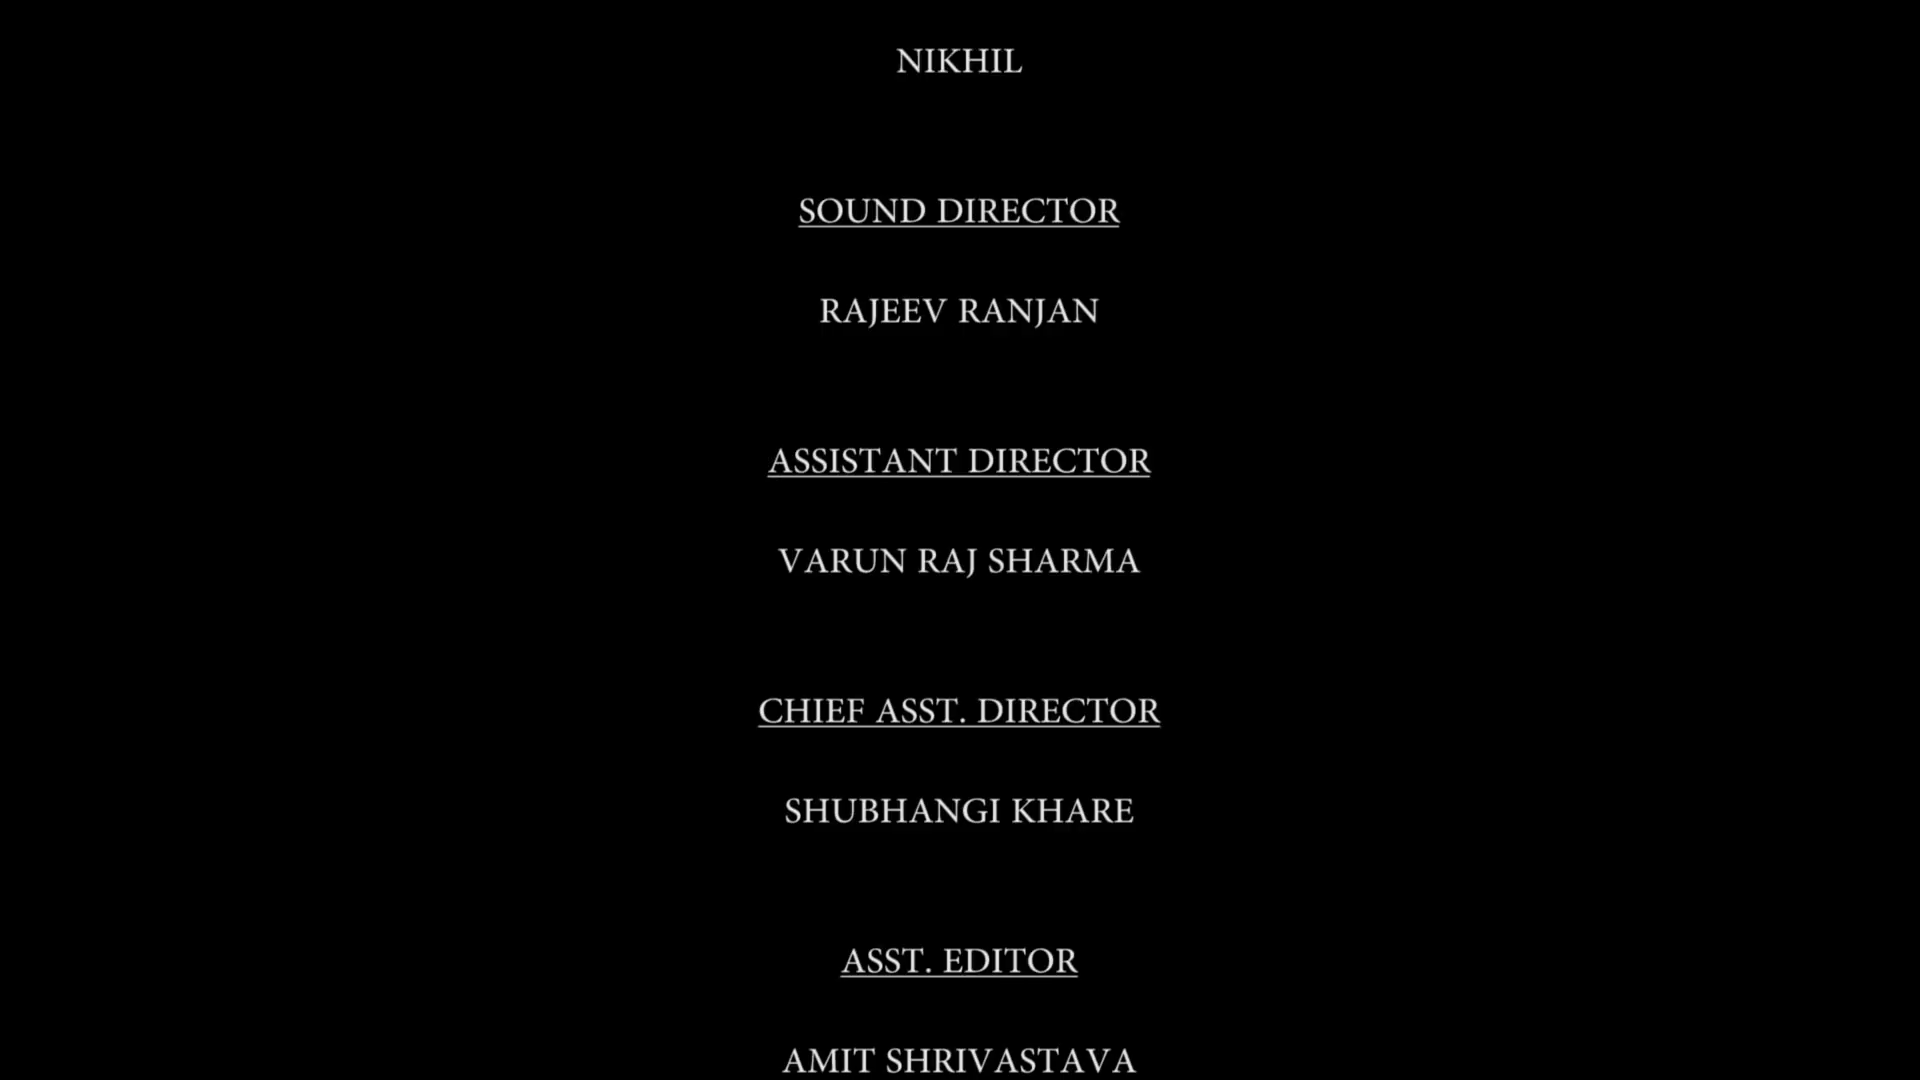 NIKHIL
SOUND DIRECTOR
RAJEEV RANJAN
ASSISTANT DIRECTOR
VARUN RAJ SHARMA
CHIEF ASST. DIRECTOR
SHUBHANGI KHARE
ASST. EDITOR
AMIT SHRIVASTAVA